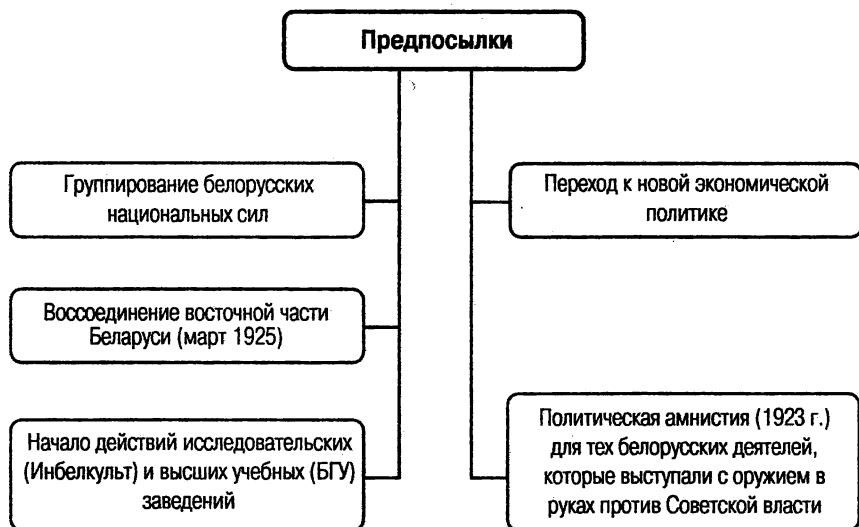 Предпосылки
Группирование белорусских
национальных сил
Переход к новой экономической
политике
Воссоединение восточной части
Беларуси (март 1925)
Начало действий исследовательских
(Инбелкульт) и высших учебных (БГУ)
заведений
Политическая амнистия (1923 г.)
для тех белорусских деятелей,
которые выступали с оружием в
руках против Советской власти